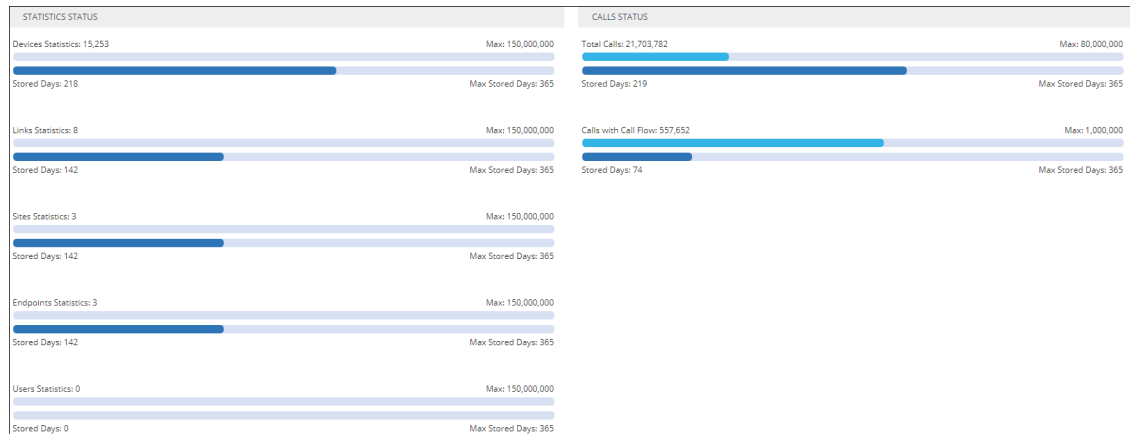 STATISTICS STATUS
Devices Statistics: 15,253 Max: 150,000,000
Stored Days: 218 Max Stored Days: 365
Links Statistics: 8 Max: 150,000,000
Stored Days: 142 Max Stored Days: 365
Sites Statistics: 3 Max: 150,000,000
Stored Days: 142 Max Stored Days: 365
Endpoints Statistics: 3 Max: 150,000,000
Stored Days: 142 Max Stored Days: 365
Users Statistics: 0 Max: 150,000,000
Stored Days: 0 Max Stored Days: 365
CALLS STATUS
Total Calls: 21,703,782 Max: 80,000,000
Stored Days: 219 Max Stored Days: 365
Calls with Call Flow: 557,652 Max: 1,000,000
Stored Days: 74 Max Stored Days: 365